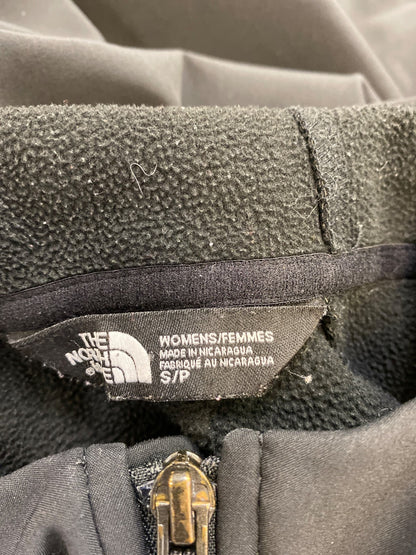 THE
NORTH
FACE
WOMENS/FEMMES
MADE IN NICARAGUA
FABRIQUÉ AU NICARAGUA
S/P